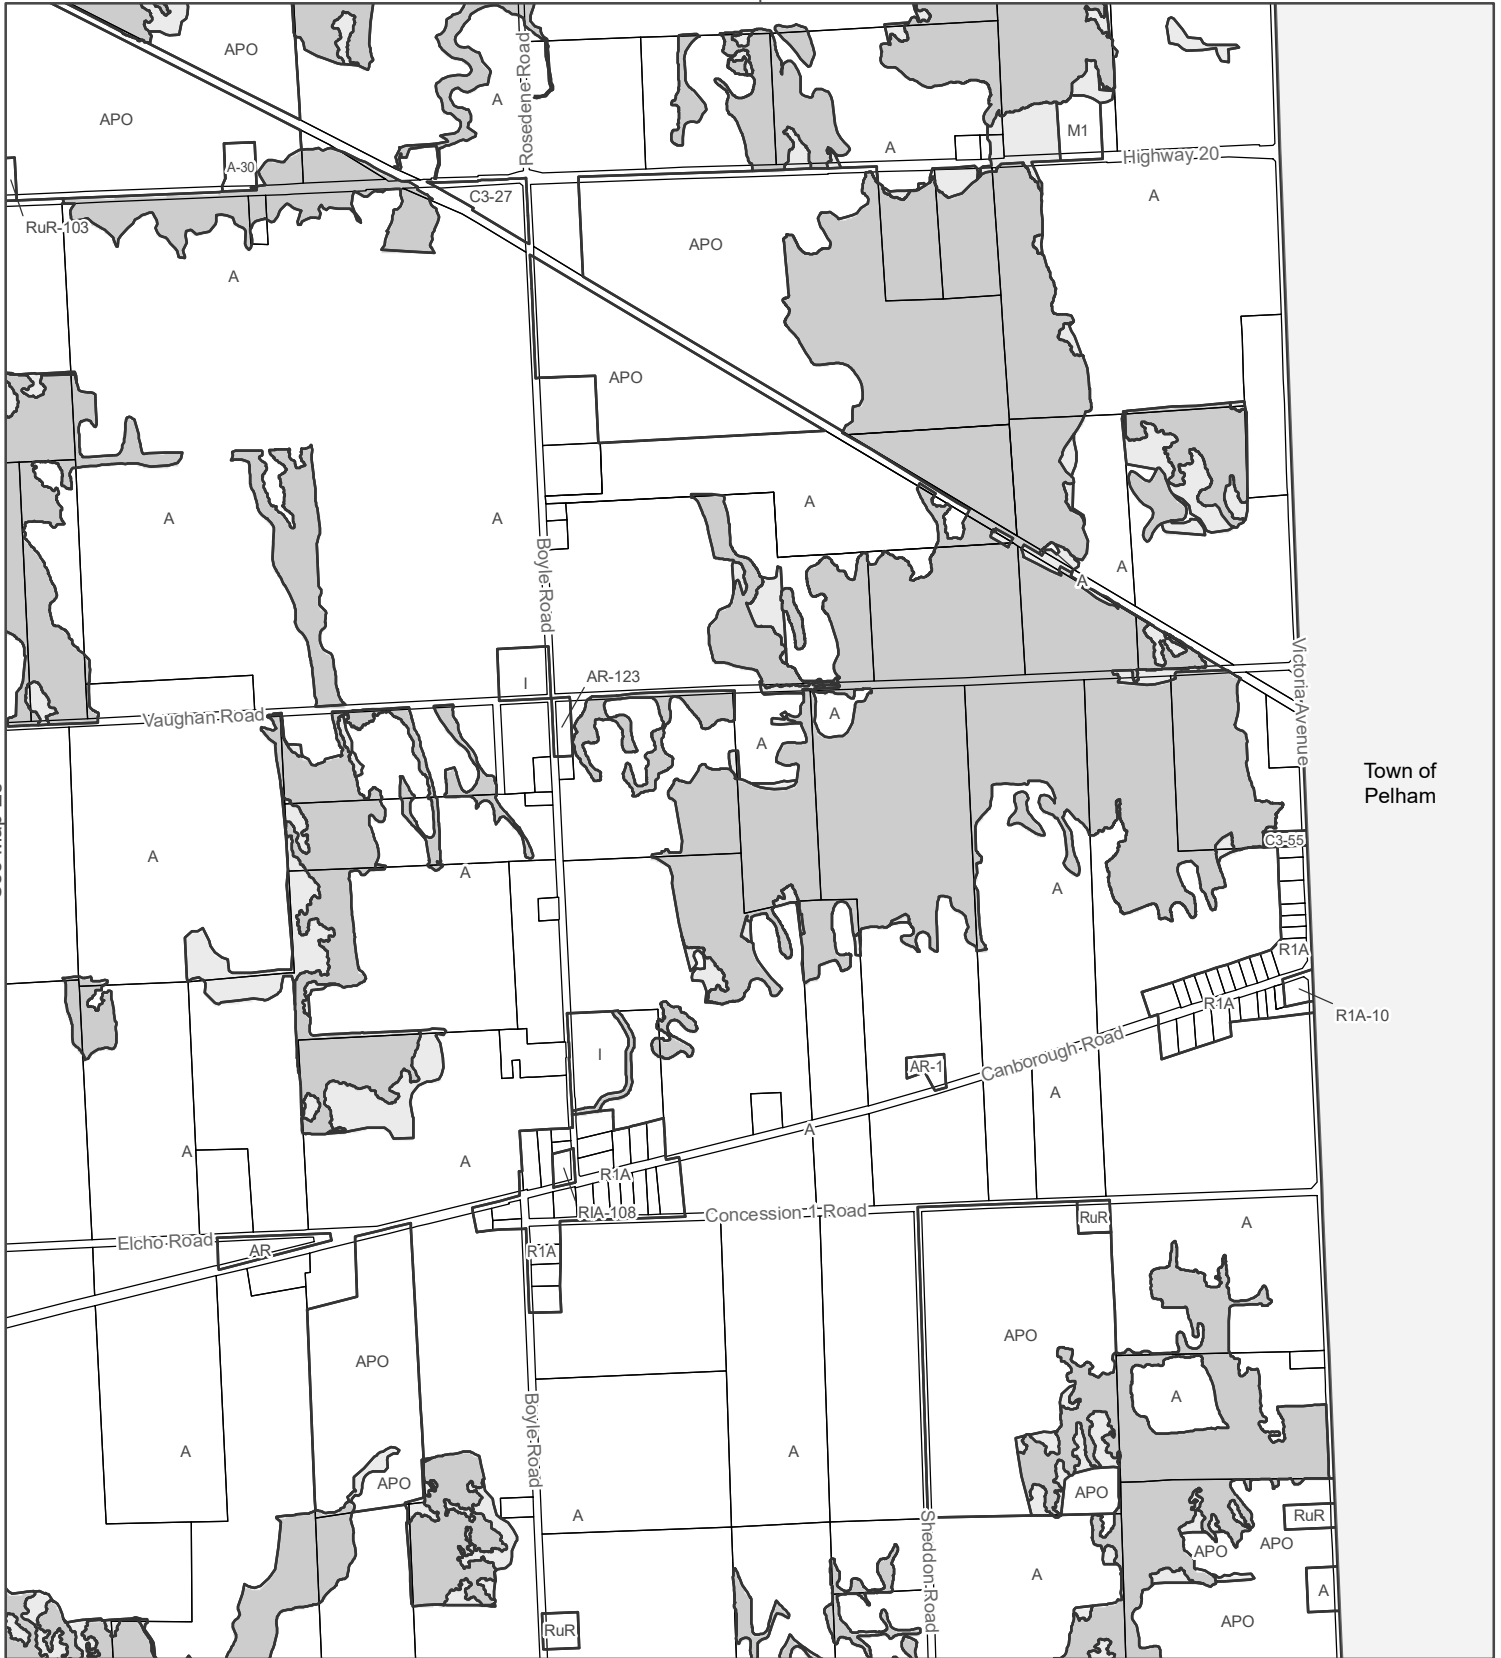 APO
Rosedene Road
A
APO
A
M1
Highway 20
A-30
C3-27
A
RuR-103
APO
A
APO
A
A
A
A
A
Boyle Road
Victoria Avenue
I
AR-123
Vaughan Road
A
A
Town of
Pelham
A
A
C3-55
A
R1A
R1A
R1A-10
I
Canborough Road
AR-1
A
A
A
A
R1A
RIA-108
Concession 1 Road
RuR
A
Elcho Road
AR
R1A
APO
APO
A
Boyle Road
A
A
APO
APO
A
RuR
Sheddon Road
APO
APO
A
A
APO
RuR